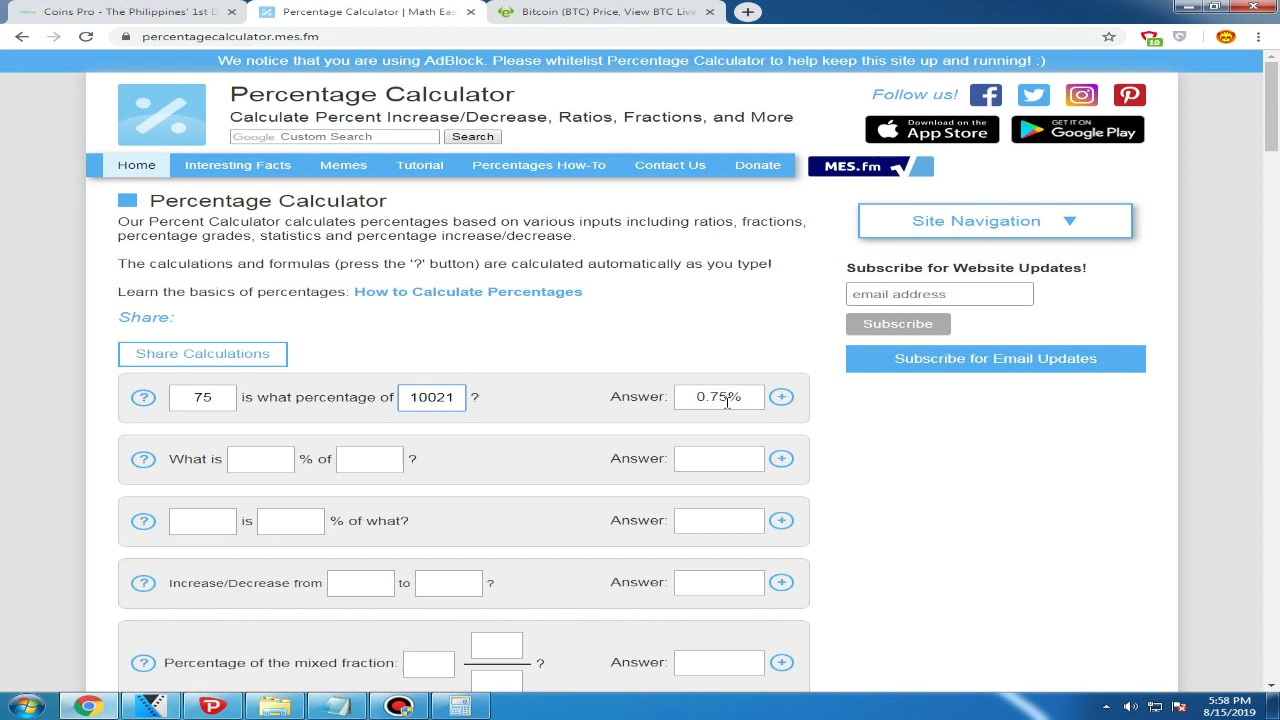 Coins Pro - The Philippines' 1st D
Percentage Calculator | Math Eas
Bitcoin (BTC) Price, View BTC Live
percentagecalculator.mes.fm
10
We notice that you are using AdBlock. Please whitelist Percentage Calculator to help keep this site up and running! :)
Percentage Calculator
Calculate Percent Increase/Decrease, Ratios, Fractions, and More
Google Custom Search
Search
Follow us!
Download on the
App Store
GET IT ON
Google Play
Home Interesting Facts Memes Tutorial Percentages How-To Contact Us Donate
MES.fm
Percentage Calculator
Our Percent Calculator calculates percentages based on various inputs including ratios, fractions,
percentage grades, statistics and percentage increase/decrease.
The calculations and formulas (press the '?' button) are calculated automatically as you type!
Learn the basics of percentages: How to Calculate Percentages
Share:
Share Calculations
Site Navigation ▼
Subscribe for Website Updates!
email address
Subscribe
Subscribe for Email Updates
? 75 is what percentage of 10021 ? Answer: 0.75% +
? What is % of ? Answer: +
? is % of what? Answer: +
? Increase/Decrease from to ? Answer: +
? Percentage of the mixed fraction: ? Answer: +
5:58 PM
8/15/2019